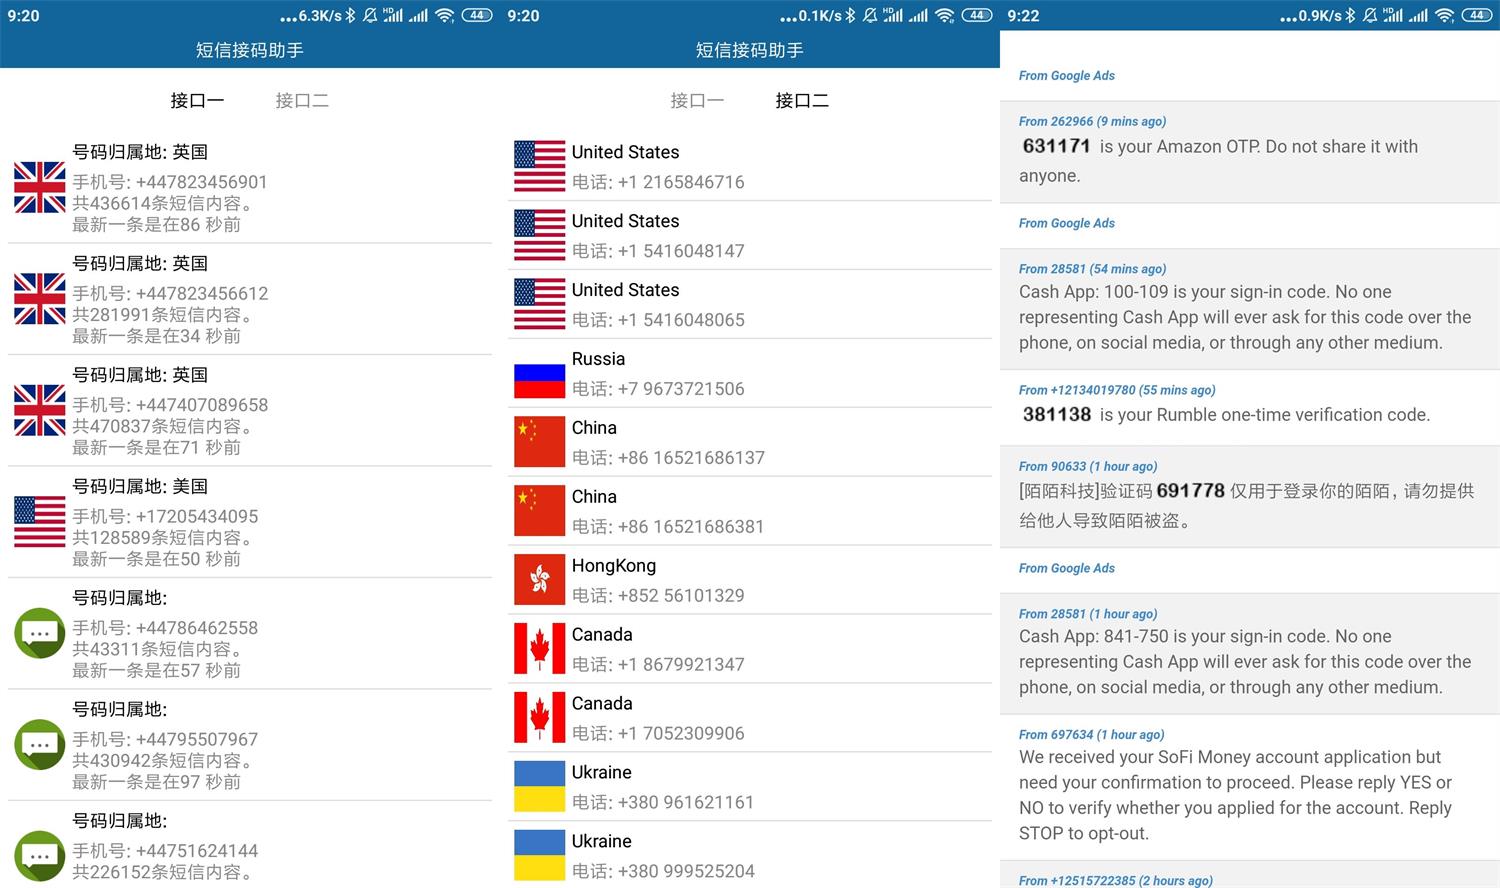 9:20
...6.3K/s
HD
44
短信接码助手
接口一
接口二
号码归属地: 英国
手机号: +447823456901
共436614条短信内容。
最新一条是在86 秒前
号码归属地: 英国
手机号: +447823456612
共281991条短信内容。
最新一条是在34 秒前
号码归属地: 英国
手机号: +447407089658
共470837条短信内容。
最新一条是在71 秒前
号码归属地: 美国
手机号: +17205434095
共128589条短信内容。
最新一条是在50 秒前
号码归属地:
手机号: +44786462558
共43311条短信内容。
最新一条是在57 秒前
号码归属地:
手机号: +44795507967
共430942条短信内容。
最新一条是在97 秒前
号码归属地:
手机号: +44751624144
共226152条短信内容。
9:20
...0.1K/s
HD
44
短信接码助手
接口一
接口二
United States
电话: +1 2165846716
United States
电话: +1 5416048147
United States
电话: +1 5416048065
Russia
电话: +7 9673721506
China
电话: +86 16521686137
China
电话: +86 16521686381
HongKong
电话: +852 56101329
Canada
电话: +1 8679921347
Canada
电话: +1 7052309906
Ukraine
电话: +380 961621161
Ukraine
电话: +380 999525204
9:22
...0.9K/s
HD
44
From Google Ads
From 262966 (9 mins ago)
631171 is your Amazon OTP. Do not share it with
anyone.
From Google Ads
From 28581 (54 mins ago)
Cash App: 100-109 is your sign-in code. No one
representing Cash App will ever ask for this code over the
phone, on social media, or through any other medium.
From +12134019780 (55 mins ago)
381138 is your Rumble one-time verification code.
From 90633 (1 hour ago)
[陌陌科技]验证码 691778 仅用于登录你的陌陌，请勿提供
给他人导致陌陌被盗。
From Google Ads
From 28581 (1 hour ago)
Cash App: 841-750 is your sign-in code. No one
representing Cash App will ever ask for this code over the
phone, on social media, or through any other medium.
From 697634 (1 hour ago)
We received your SoFi Money account application but
need your confirmation to proceed. Please reply YES or
NO to verify whether you applied for the account. Reply
STOP to opt-out.
From +12515722385 (2 hours ago)